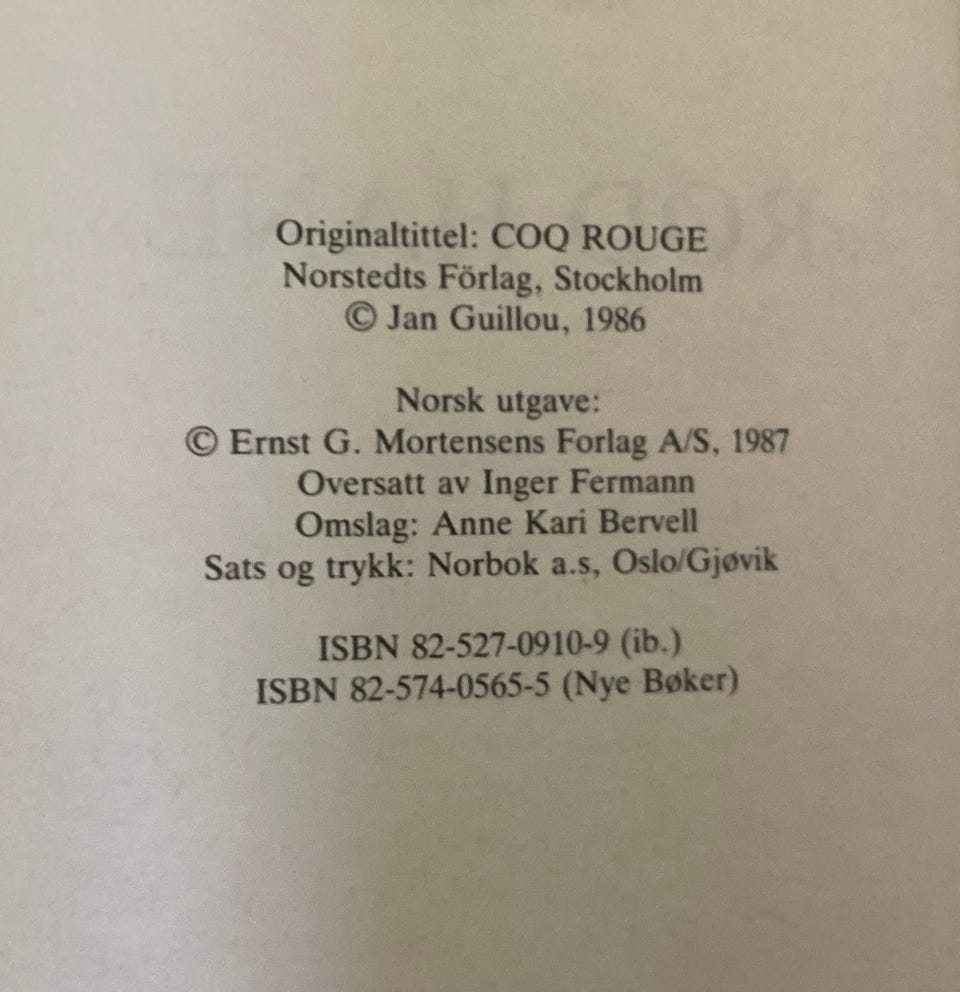 Originaltittel: COQ ROUGE
Norstedts Förlag, Stockholm
© Jan Guillou, 1986
Norsk utgave:
© Ernst G. Mortensens Forlag A/S, 1987
Oversatt av Inger Fermann
Omslag: Anne Kari Bervell
Sats og trykk: Norbok a.s, Oslo/Gjøvik
ISBN 82-527-0910-9 (ib.)
ISBN 82-574-0565-5 (Nye Bøker)